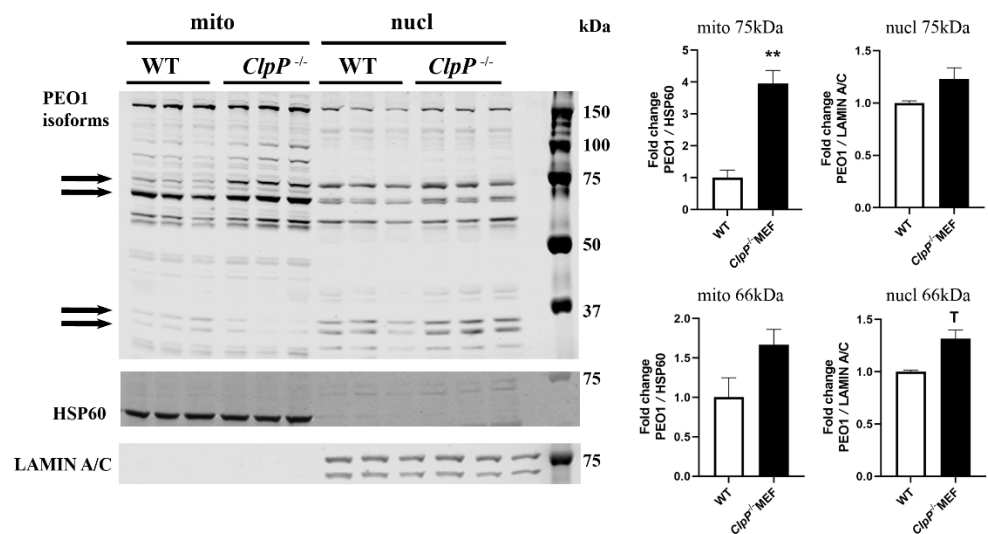 mito nucl kDa
WT ClpP -/- WT ClpP -/-
PEO1
isoforms
150
100
75
50
37
75
HSP60
LAMIN A/C
75
mito 75kDa
**
5
4
3
2
1
0
Fold change
PEO1 / HSP60
WT
ClpP-/-MEF
nucl 75kDa
1.5
1.0
0.5
0.0
Fold change
PEO1 / LAMIN A/C
WT
ClpP-/-MEF
mito 66kDa
2.0
1.5
1.0
0.5
0.0
Fold change
PEO1 / HSP60
WT
ClpP-/-MEF
nucl 66kDa
T
1.5
1.0
0.5
0.0
Fold change
PEO1 / LAMIN A/C
WT
ClpP-/-MEF